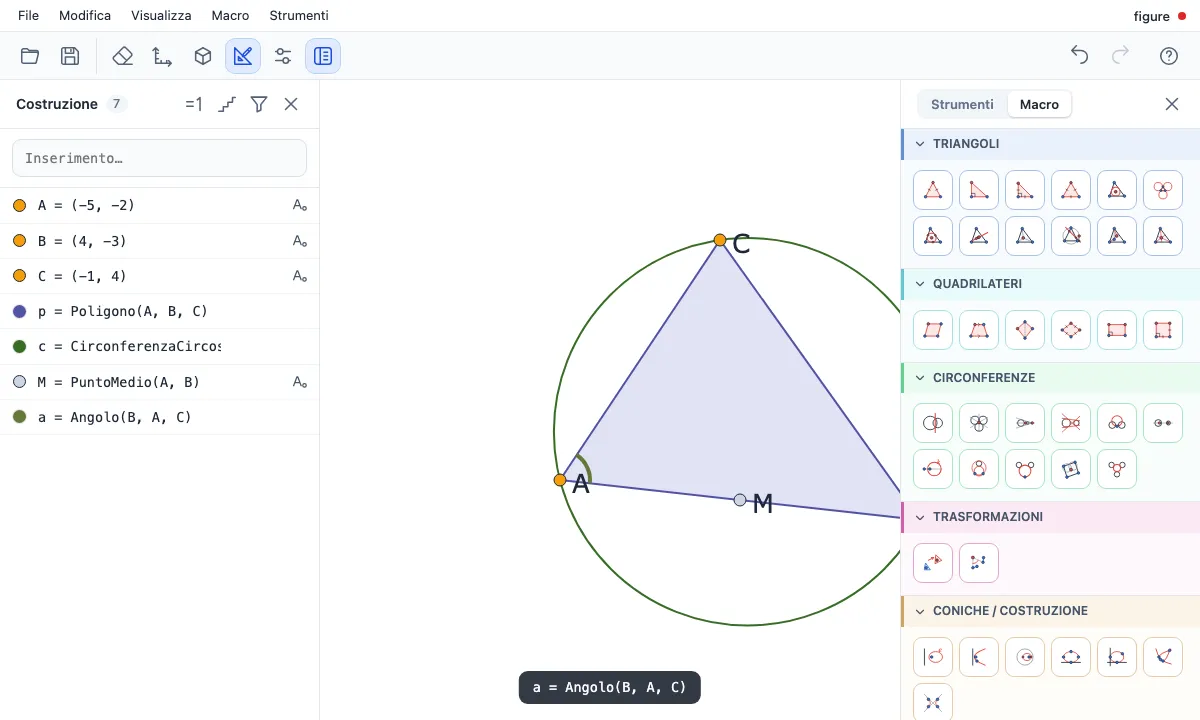 File Modifica Visualizza Macro Strumenti figure
Costruzione 7 =1
Strumenti Macro
Inserimento…
A = (−5, −2)
B = (4, −3)
C = (−1, 4)
p = Poligono(A, B, C)
c = CirconferenzaCircos
M = PuntoMedio(A, B)
a = Angolo(B, A, C)
C
A
M
a = Angolo(B, A, C)
TRIANGOLI
QUADRILATERI
CIRCONFERENZE
TRASFORMAZIONI
CONICHE / COSTRUZIONE